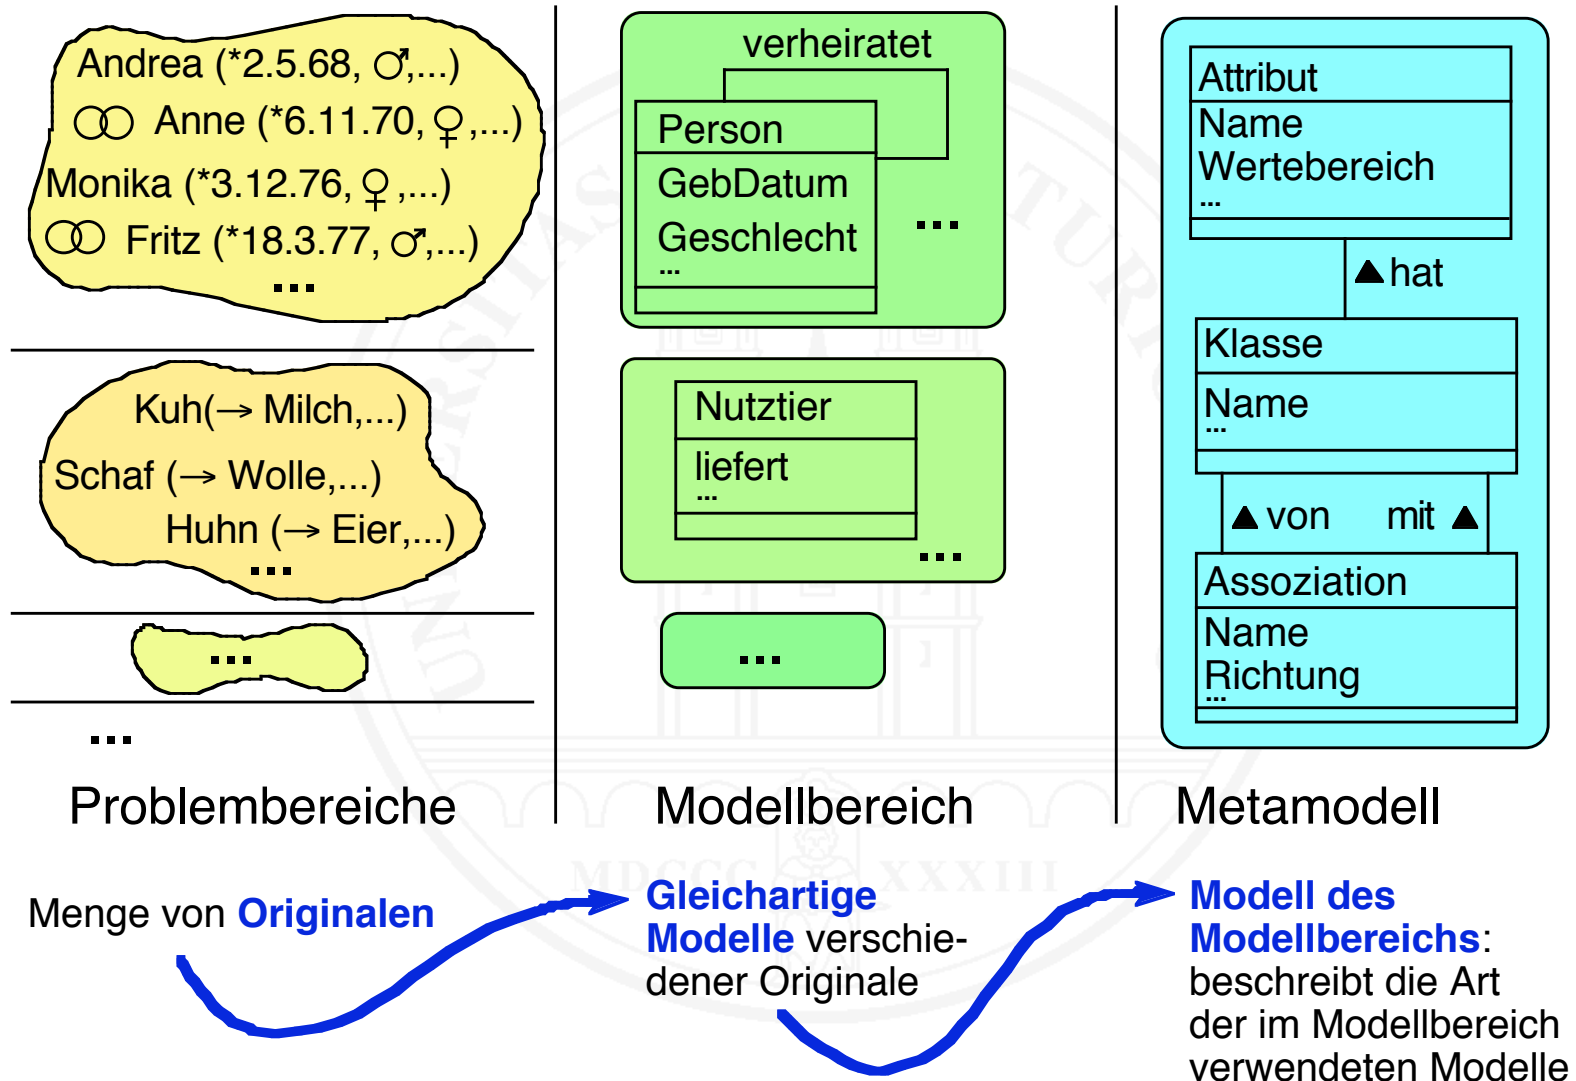 Andrea (*2.5.68, ♂,...)
Anne (*6.11.70, ♀,...)
Monika (*3.12.76, ♀,...)
Fritz (*18.3.77, ♂,...)
...
Kuh(→ Milch,...)
Schaf (→ Wolle,...)
Huhn (→ Eier,...)
...
...
...
Problembereiche
Menge von Originalen
verheiratet
Person
GebDatum
Geschlecht
...
...
Nutztier
liefert
...
...
...
Modellbereich
Gleichartige
Modelle verschie-
dener Originale
Attribut
Name
Wertebereich
...
▲ hat
Klasse
Name
...
▲ von mit ▲
Assoziation
Name
Richtung
...
Metamodell
Modell des
Modellbereichs:
beschreibt die Art
der im Modellbereich
verwendeten Modelle
MDCCC XXXIII